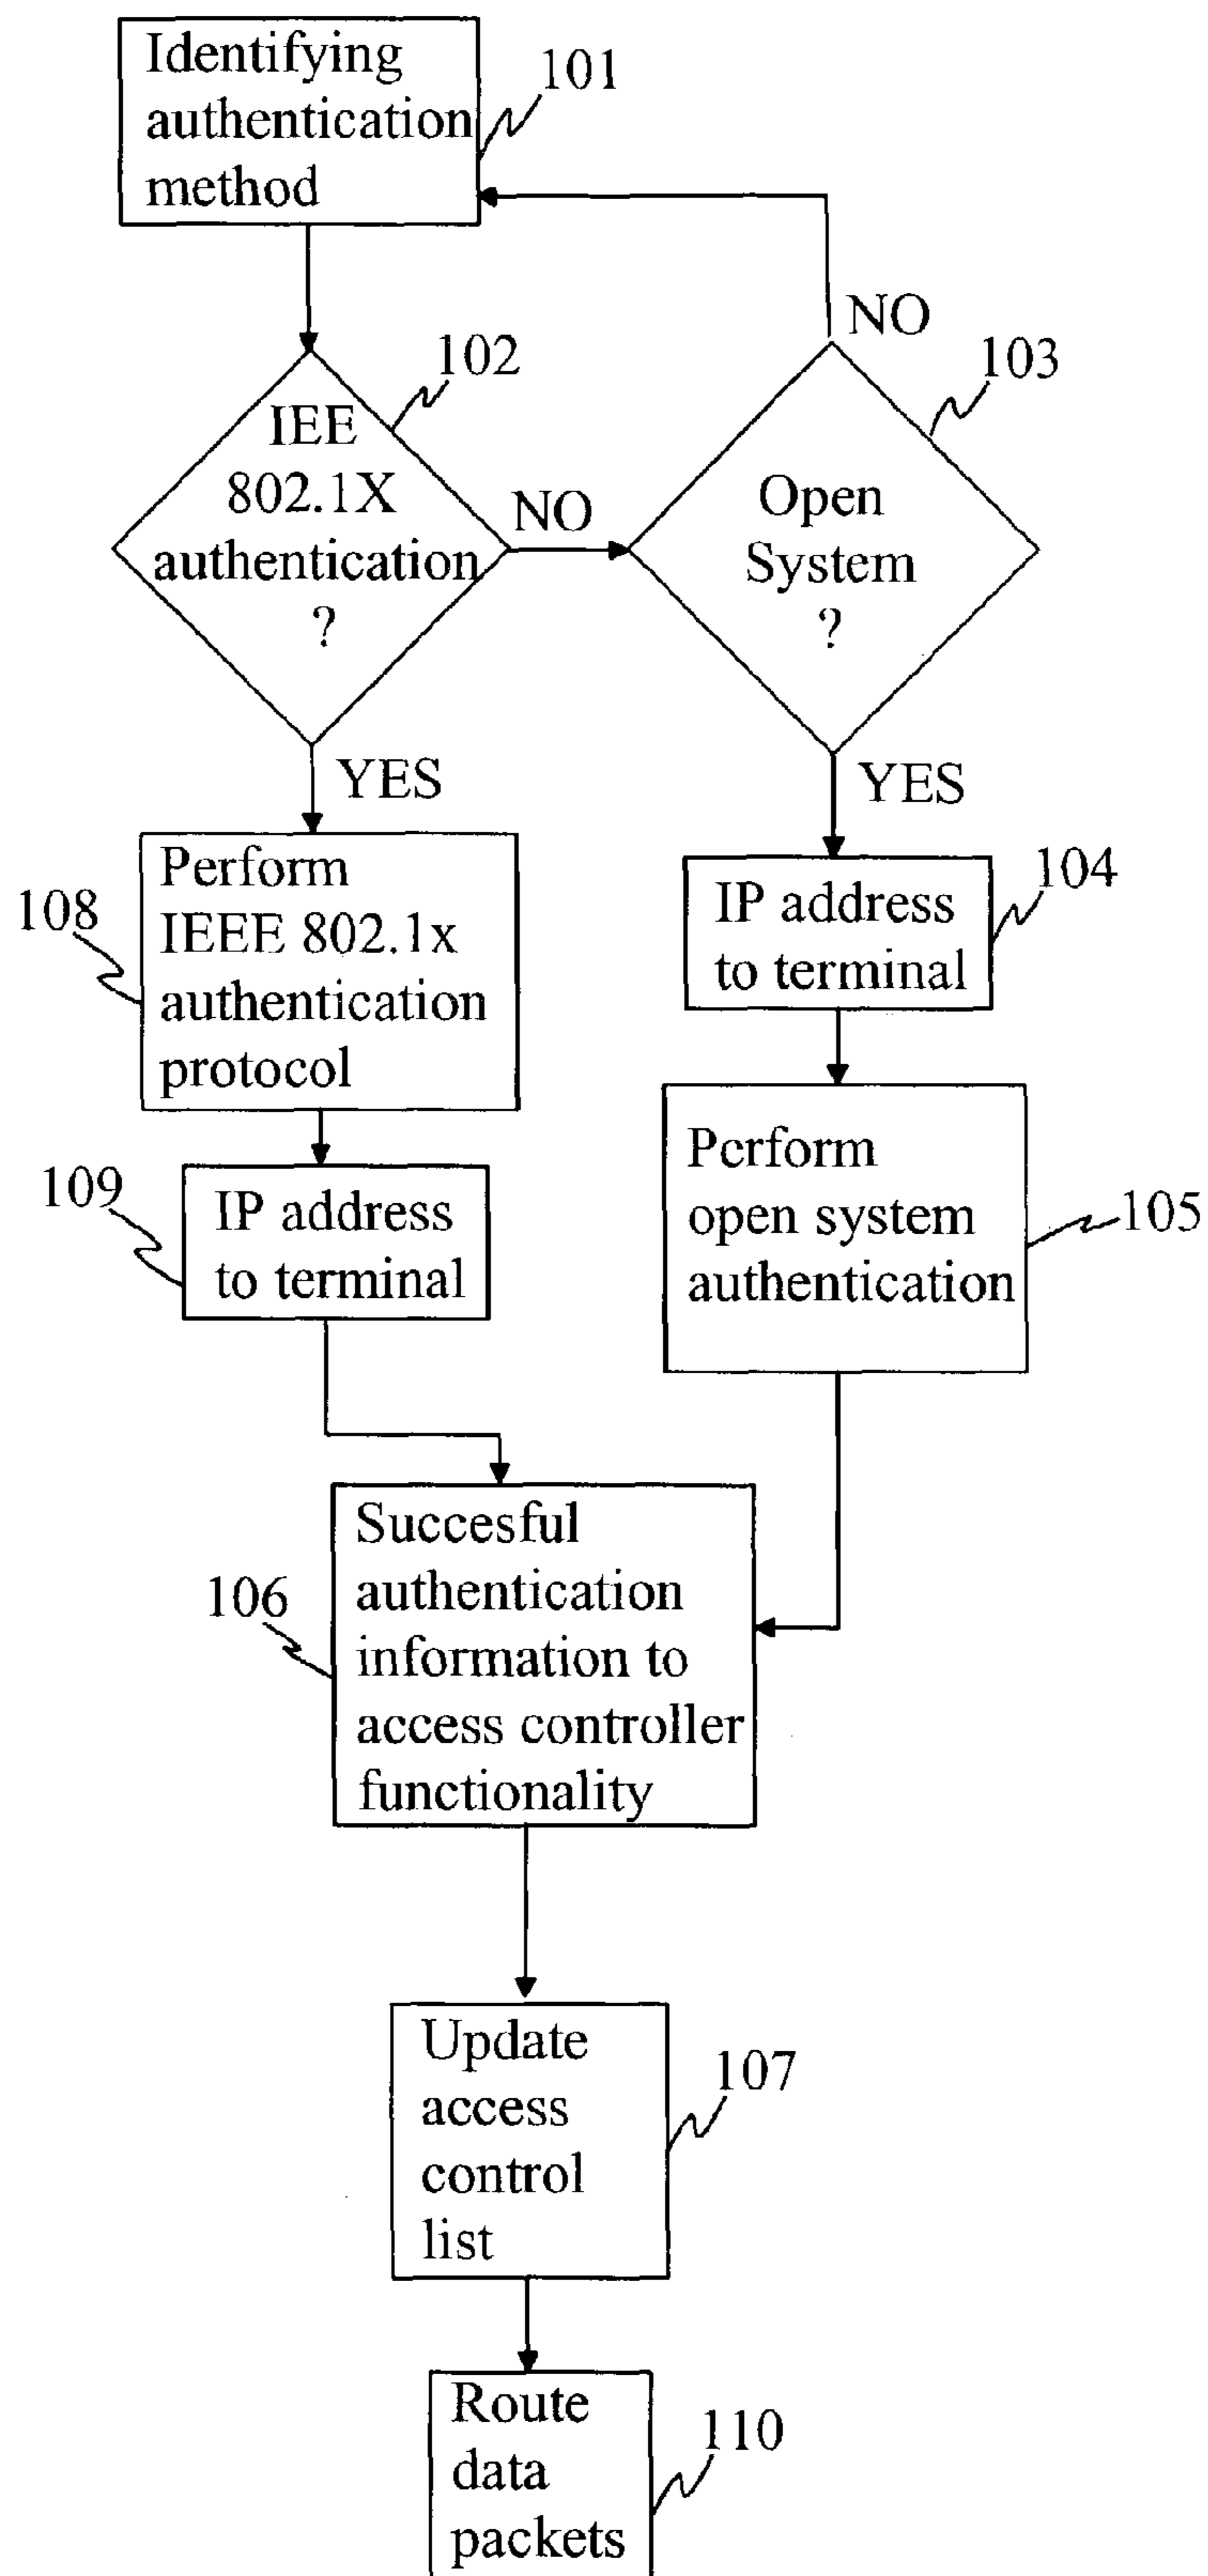 Identifying
authentication
method
101
102
IEE
802.1X
authentication
?
NO
NO
103
Open
System
?
YES
YES
108
Perform
IEEE 802.1x
authentication
protocol
104
IP address
to terminal
109
IP address
to terminal
Perform
open system
authentication
105
106
Succesful
authentication
information to
access controller
functionality
Update
access
control
list
107
Route
data
packets
110